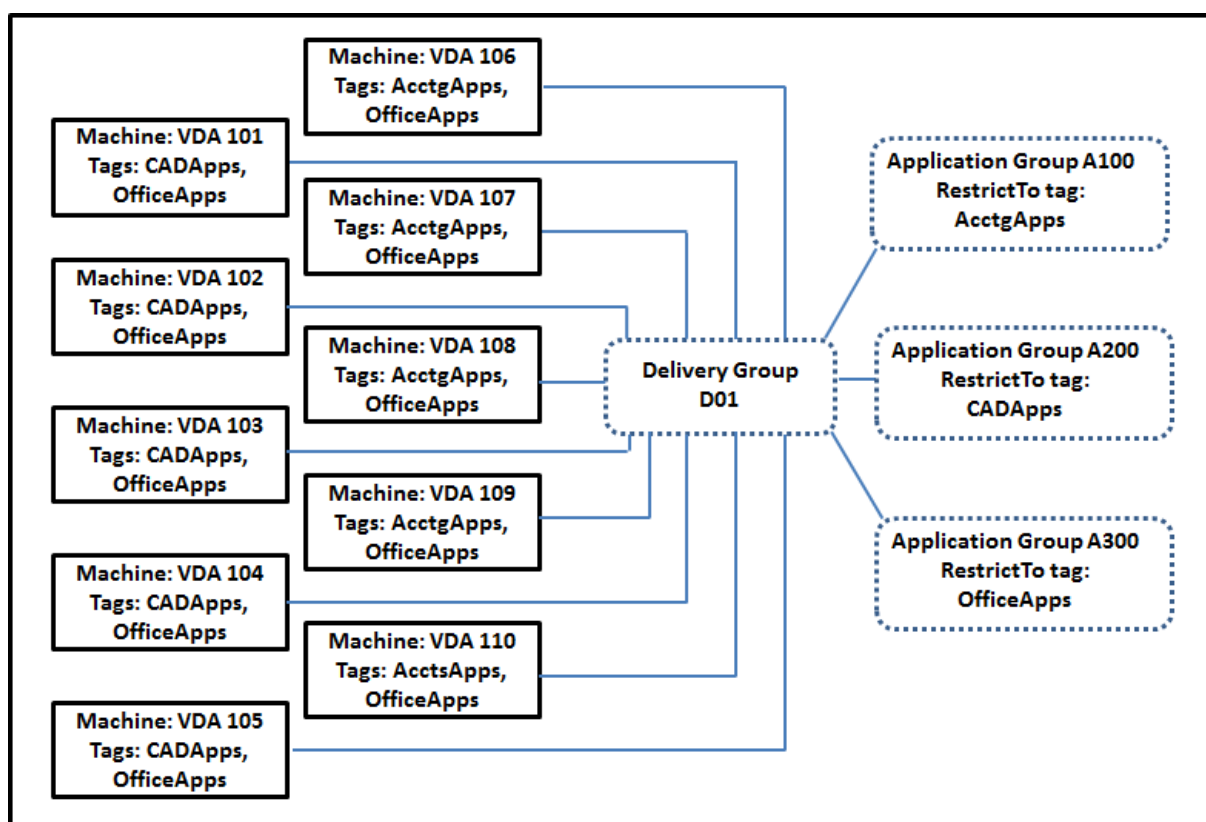 Machine: VDA 106
Tags: AcctgApps,
OfficeApps
Machine: VDA 101
Tags: CADApps,
OfficeApps
Machine: VDA 107
Tags: AcctgApps,
OfficeApps
Machine: VDA 102
Tags: CADApps,
OfficeApps
Machine: VDA 108
Tags: AcctgApps,
OfficeApps
Machine: VDA 103
Tags: CADApps,
OfficeApps
Machine: VDA 109
Tags: AcctgApps,
OfficeApps
Machine: VDA 104
Tags: CADApps,
OfficeApps
Machine: VDA 110
Tags: AcctsApps,
OfficeApps
Machine: VDA 105
Tags: CADApps,
OfficeApps
Delivery Group
D01
Application Group A100
RestrictTo tag:
AcctgApps
Application Group A200
RestrictTo tag:
CADApps
Application Group A300
RestrictTo tag:
OfficeApps